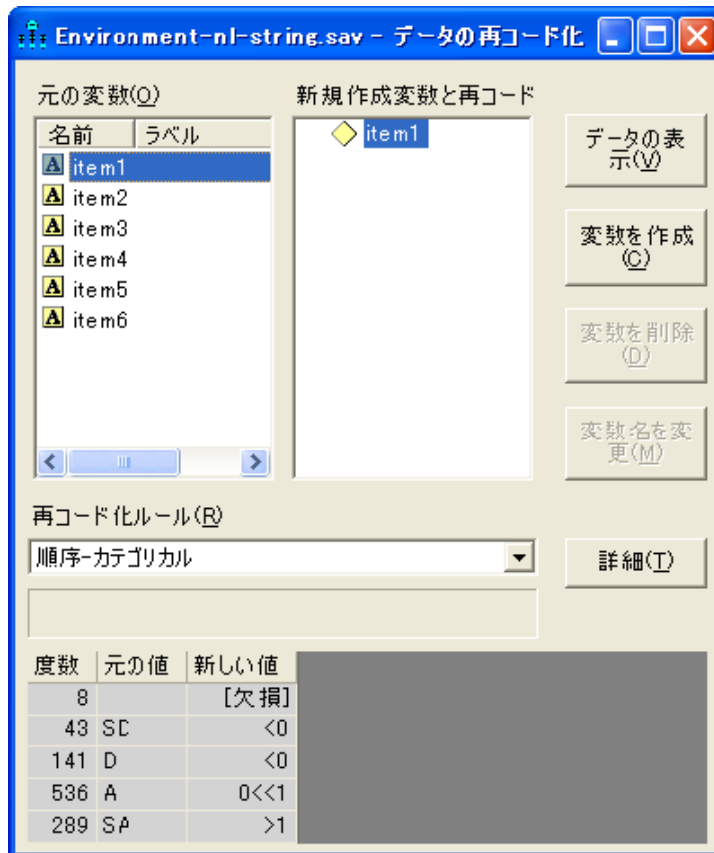 Environment-nl-string.sav - データの再コード化
元の変数(O)
新規作成変数と再コード
名前 ラベル
item1
item2
item3
item4
item5
item6
item1
データの表
示(V)
変数を作成
(C)
変数を削除
(D)
変数名を変
更(M)
再コード化ルール(R)
順序-カテゴリカル
詳細(T)
度数 元の値 新しい値
8 [欠損]
43 SD <0
141 D <0
536 A 0<<1
289 SA >1